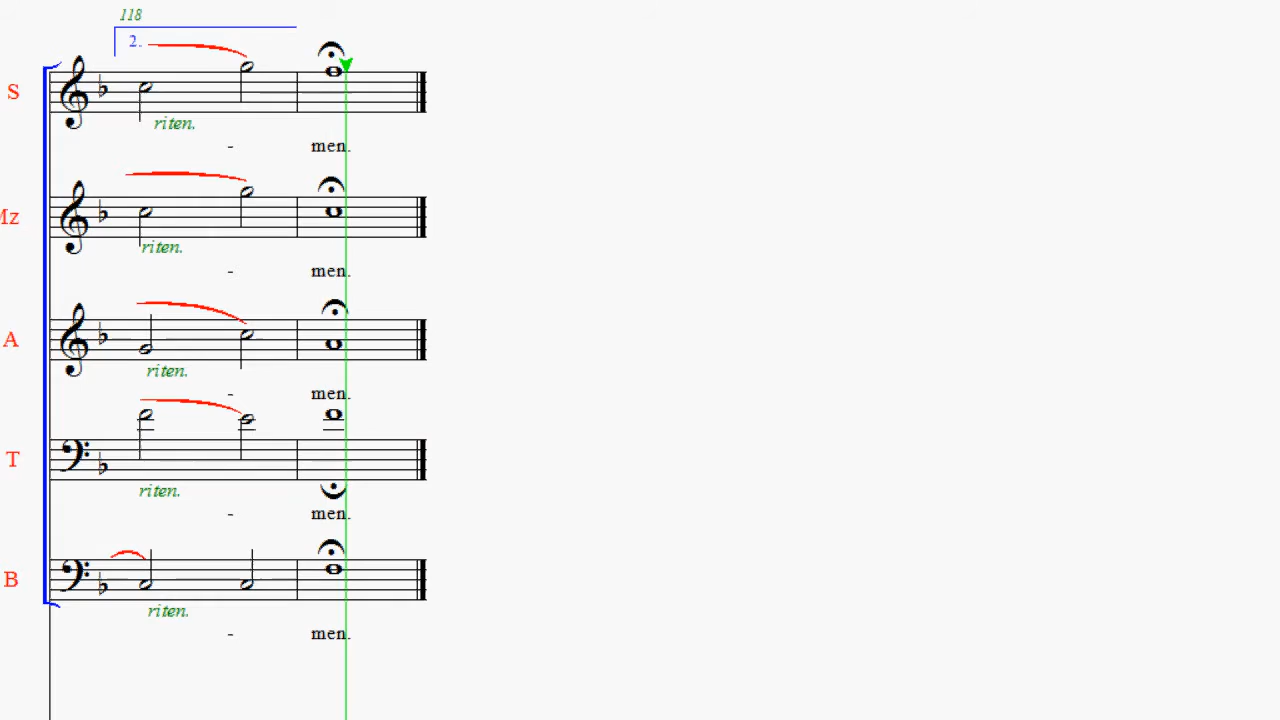 118
2.
S
riten.
- men.
Mz
riten.
- men.
A
riten.
- men.
T
riten.
- men.
B
riten.
- men.